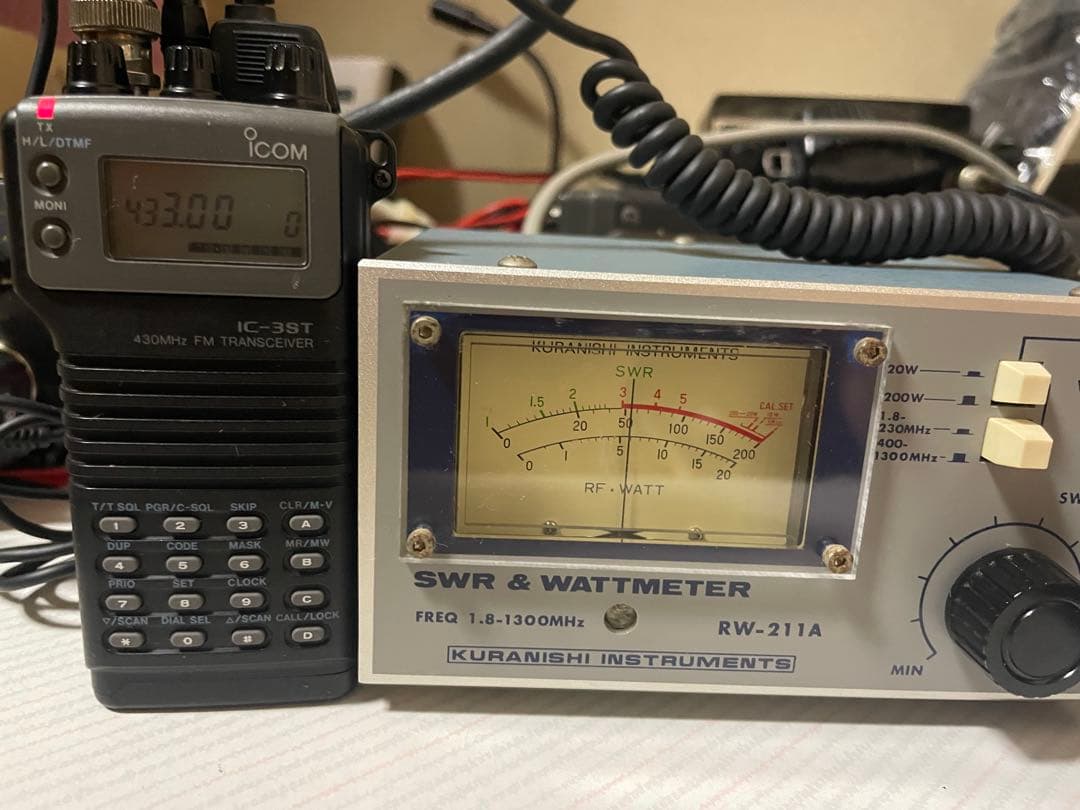 TX
H/L/DTMF
ICOM
MONI
433.00 0
IC-3ST
430MHz FM TRANSCEIVER
T/T SQL PGR/C-SQL SKIP CLR/M-V
1 2 3 A
DUP CODE MASK MR/MW
4 5 6 B
PRIO SET CLOCK
7 8 9 C
▽/SCAN DIAL SEL △/SCAN CALL/LOCK
* 0 # D
KURANISHI INSTRUMENTS
SWR
1 1.5 2 3 4 5 CAL SET
0 20 50 100 150 200
0 1 5 10 15 20
RF·WATT
SWR & WATTMETER
FREQ 1.8-1300MHz
RW-211A
KURANISHI INSTRUMENTS
20W
200W
1.8-
230MHz
400-
1300MHz
SW
MIN